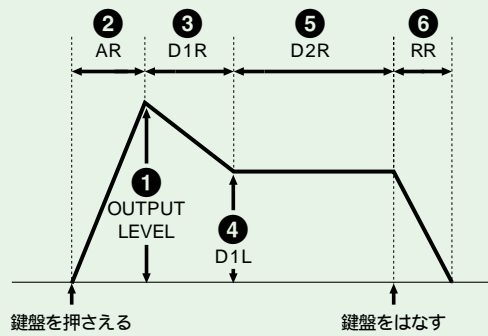 ❷ ❸ ❺ ❻
AR D1R D2R RR
❶
OUTPUT
LEVEL
❹
D1L
鍵盤を押さえる 鍵盤をはなす